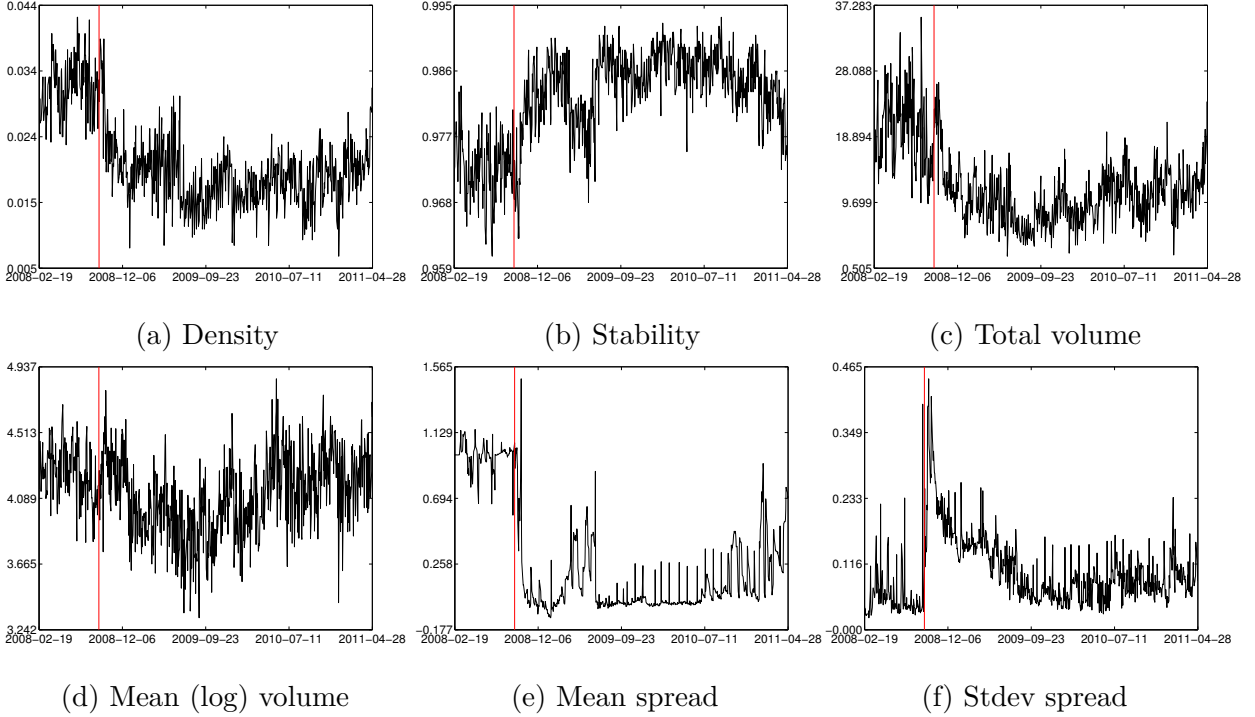 0.044
0.034
0.024
0.015
0.005
2008−02−19 2008−12−06 2009−09−23 2010−07−11 2011−04−28
(a) Density
0.995
0.986
0.977
0.968
0.959
2008−02−19 2008−12−06 2009−09−23 2010−07−11 2011−04−28
(b) Stability
37.283
28.088
18.894
9.699
0.505
2008−02−19 2008−12−06 2009−09−23 2010−07−11 2011−04−28
(c) Total volume
4.937
4.513
4.089
3.665
3.242
2008−02−19 2008−12−06 2009−09−23 2010−07−11 2011−04−28
(d) Mean (log) volume
1.565
1.129
0.694
0.258
−0.177
2008−02−19 2008−12−06 2009−09−23 2010−07−11 2011−04−28
(e) Mean spread
0.465
0.349
0.233
0.116
−0.000
2008−02−19 2008−12−06 2009−09−23 2010−07−11 2011−04−28
(f) Stdev spread